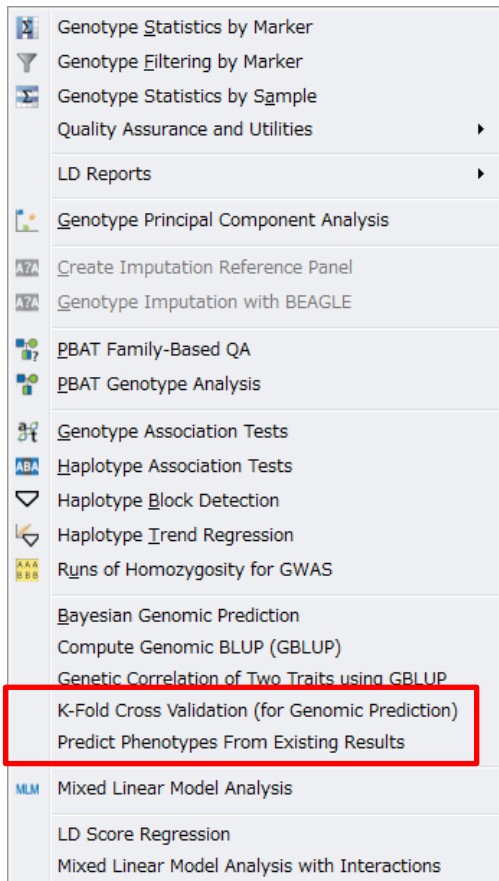 Genotype Statistics by Marker
Genotype Filtering by Marker
Genotype Statistics by Sample
Quality Assurance and Utilities
LD Reports
Genotype Principal Component Analysis
A?A Create Imputation Reference Panel
A?A Genotype Imputation with BEAGLE
PBAT Family-Based QA
PBAT Genotype Analysis
Genotype Association Tests
ABA Haplotype Association Tests
Haplotype Block Detection
Haplotype Trend Regression
AAA BBB Runs of Homozygosity for GWAS
Bayesian Genomic Prediction
Compute Genomic BLUP (GBLUP)
Genetic Correlation of Two Traits using GBLUP
K-Fold Cross Validation (for Genomic Prediction)
Predict Phenotypes From Existing Results
MLM Mixed Linear Model Analysis
LD Score Regression
Mixed Linear Model Analysis with Interactions